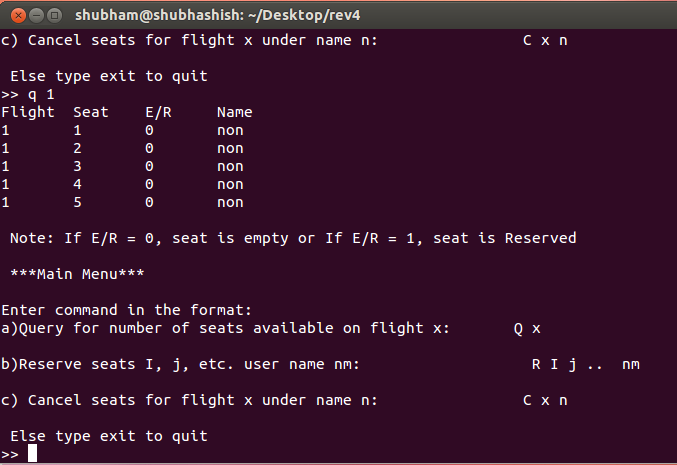 shubham@shubhashish: ~/Desktop/rev4
c) Cancel seats for flight x under name n: C x n
Else type exit to quit
>> q 1
Flight Seat E/R Name
1 1 0 non
1 2 0 non
1 3 0 non
1 4 0 non
1 5 0 non
Note: If E/R = 0, seat is empty or If E/R = 1, seat is Reserved
***Main Menu***
Enter command in the format:
a)Query for number of seats available on flight x: Q x
b)Reserve seats I, j, etc. user name nm: R I j .. nm
c) Cancel seats for flight x under name n: C x n
Else type exit to quit
>>